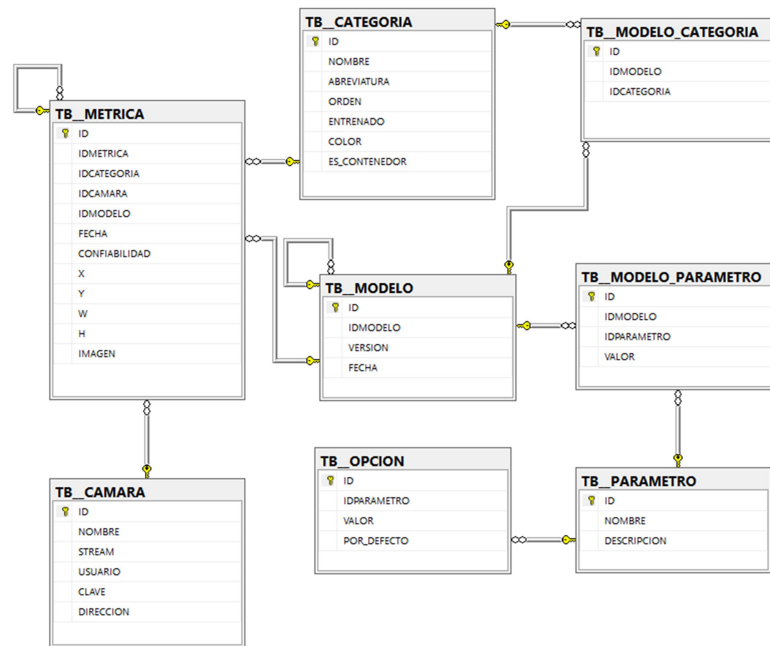 TB__CATEGORIA
ID
NOMBRE
ABREVIATURA
ORDEN
ENTRENADO
COLOR
ES_CONTENEDOR
TB__MODELO_CATEGORIA
ID
IDMODELO
IDCATEGORIA
TB__METRICA
ID
IDMETRICA
IDCATEGORIA
IDCAMARA
IDMODELO
FECHA
CONFIABILIDAD
X
Y
W
H
IMAGEN
TB__MODELO
ID
IDMODELO
VERSION
FECHA
TB__MODELO_PARAMETRO
ID
IDMODELO
IDPARAMETRO
VALOR
TB__OPCION
ID
IDPARAMETRO
VALOR
POR_DEFECTO
TB__PARAMETRO
ID
NOMBRE
DESCRIPCION
TB__CAMARA
ID
NOMBRE
STREAM
USUARIO
CLAVE
DIRECCION